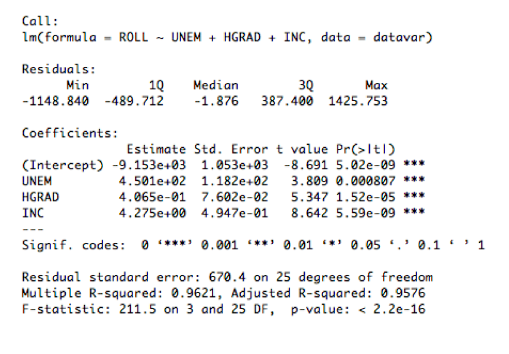 Call:
lm(formula = ROLL ~ UNEM + HGRAD + INC, data = datavar)
Residuals:
Min 1Q Median 3Q Max
-1148.840 -489.712 -1.876 387.400 1425.753
Coefficients:
Estimate Std. Error t value Pr(>|t|)
(Intercept) -9.153e+03 1.053e+03 -8.691 5.02e-09 ***
UNEM 4.501e+02 1.182e+02 3.809 0.000807 ***
HGRAD 4.065e-01 7.602e-02 5.347 1.52e-05 ***
INC 4.275e+00 4.947e-01 8.642 5.59e-09 ***
---
Signif. codes: 0 ‘***’ 0.001 ‘**’ 0.01 ‘*’ 0.05 ‘.’ 0.1 ‘ ’ 1
Residual standard error: 670.4 on 25 degrees of freedom
Multiple R-squared: 0.9621, Adjusted R-squared: 0.9576
F-statistic: 211.5 on 3 and 25 DF, p-value: < 2.2e-16